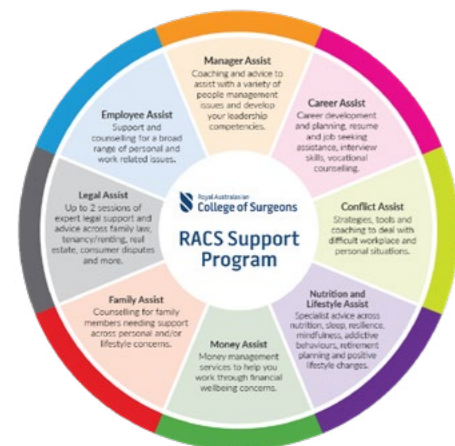 Manager Assist
Coaching and advice to
assist with a variety of
people management
issues and develop
your leadership
competencies.
Career Assist
Career development
and planning, resume
and job seeking
assistance, interview
skills, vocational
counselling.
Conflict Assist
Strategies, tools and
coaching to deal with
difficult workplace and
personal situations.
Nutrition and
Lifestyle Assist
Specialist advice across
nutrition, sleep, resilience,
mindfulness, addictive
behaviours, retirement
planning and positive
lifestyle changes.
Money Assist
Money management
services to help you
work through financial
wellbeing concerns.
Family Assist
Counselling for family
members needing support
across personal and/or
lifestyle concerns.
Legal Assist
Up to 2 sessions of
expert legal support and
advice across family law,
tenancy/renting, real
estate, consumer disputes
and more.
Employee Assist
Support and
counselling for a broad
range of personal and
work related issues.
Royal Australasian
College of Surgeons
RACS Support
Program